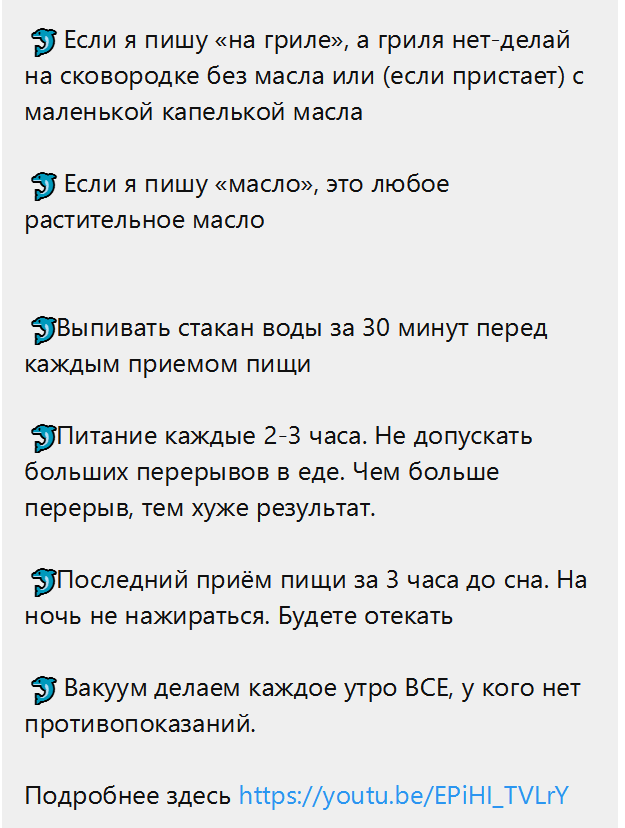 🐬 Если я пишу «на гриле», а гриля нет-делай
на сковородке без масла или (если пристает) с
маленькой капелькой масла
🐬 Если я пишу «масло», это любое
растительное масло
🐬Выпивать стакан воды за 30 минут перед
каждым приемом пищи
🐬Питание каждые 2-3 часа. Не допускать
больших перерывов в еде. Чем больше
перерыв, тем хуже результат.
🐬Последний приём пищи за 3 часа до сна. На
ночь не нажираться. Будете отекать
🐬 Вакуум делаем каждое утро ВСЕ, у кого нет
противопоказаний.
Подробнее здесь https://youtu.be/EPiHI_TVLrY